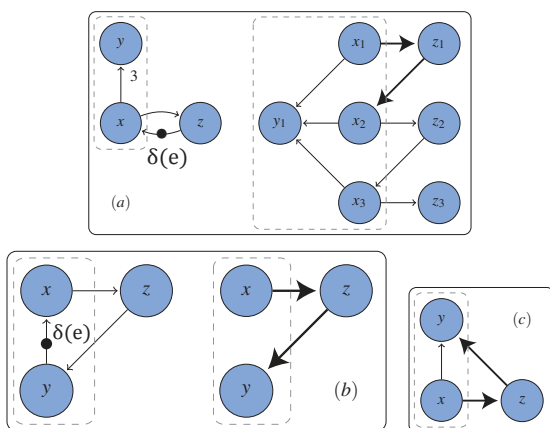 y
x₁
z₁
3
x
z
δ(e)
y₁
x₂
z₂
(a)
x₃
z₃
x
z
δ(e)
y
x
z
y
(b)
y
(c)
x
z